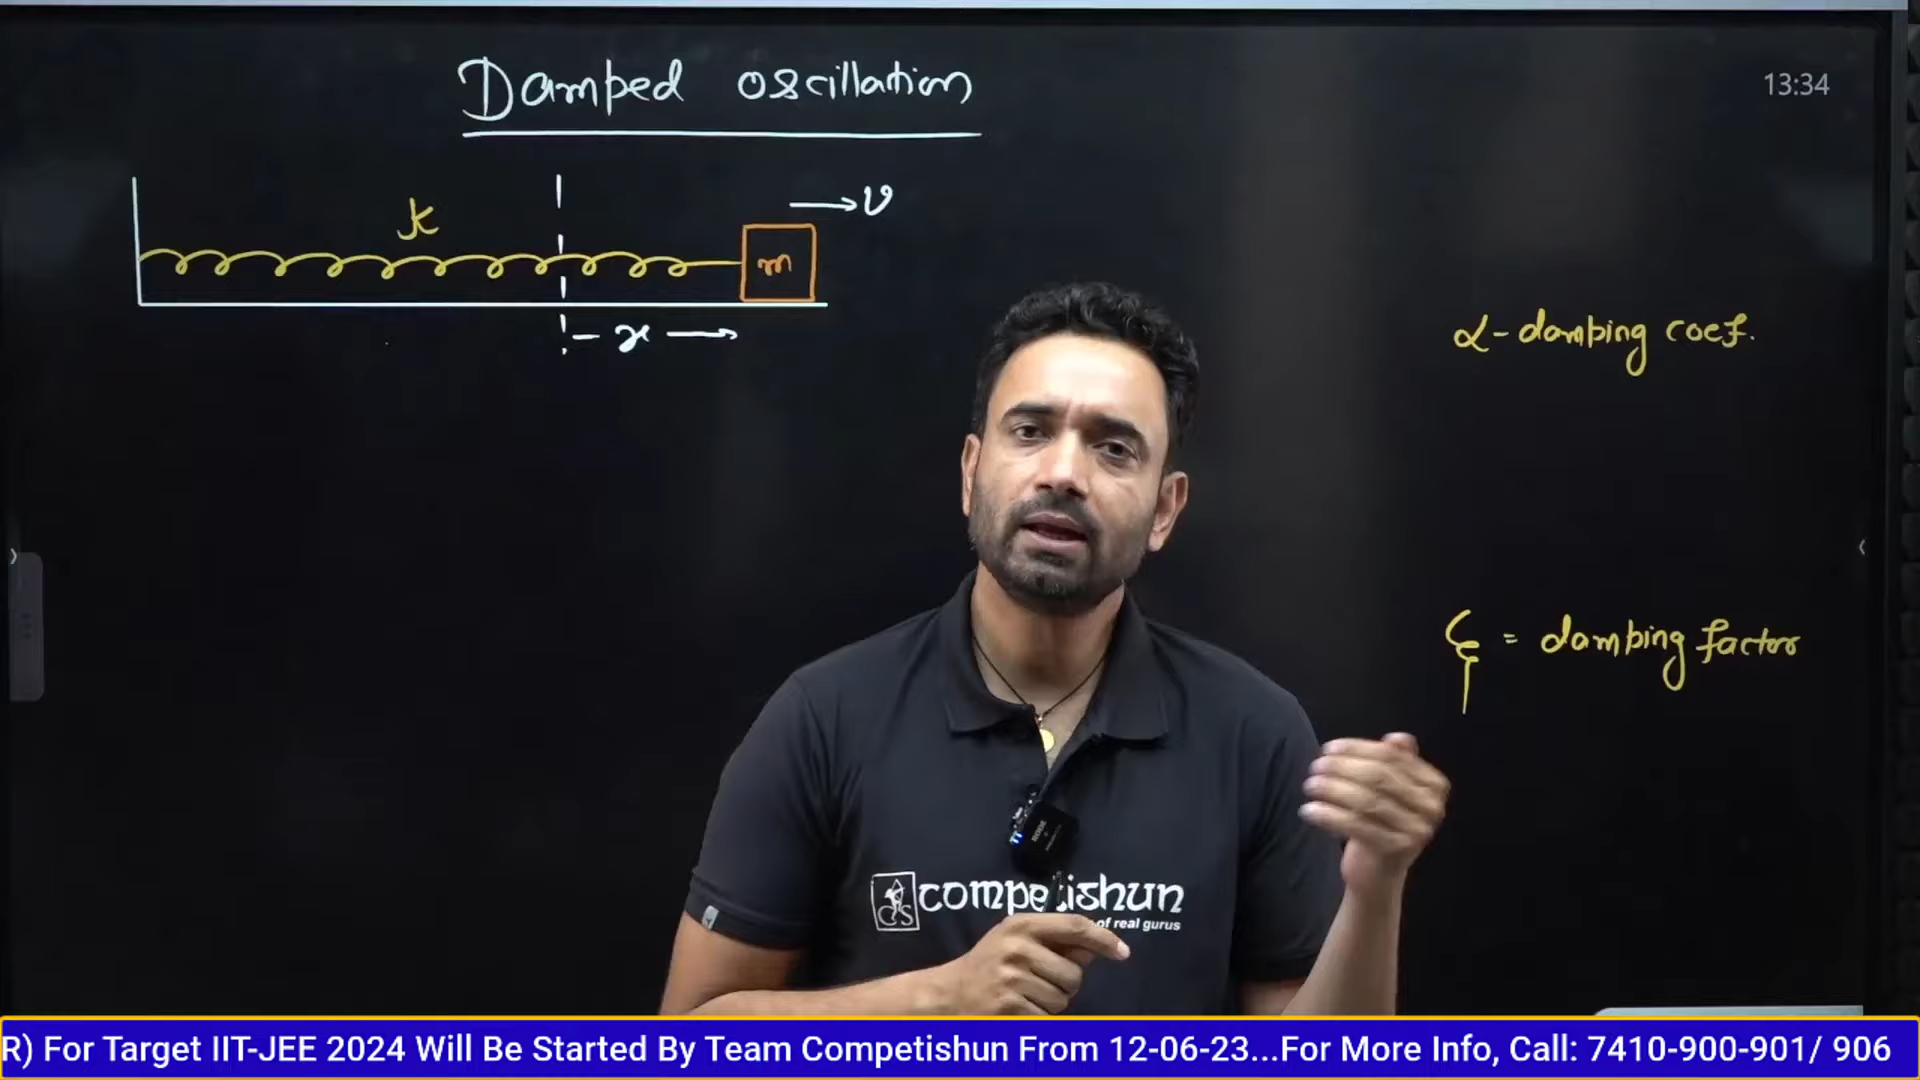 Damped oscillation
13:34
k
v
m
x
α - damping coef.
ξ = damping factor
competishun
CS
of real gurus
R) For Target IIT-JEE 2024 Will Be Started By Team Competishun From 12-06-23...For More Info, Call: 7410-900-901/ 906